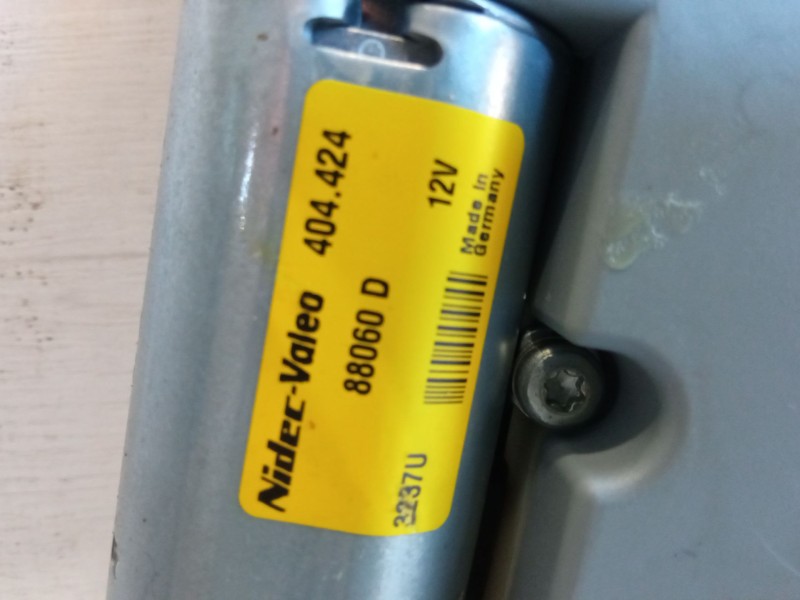 Nidec-Valeo 404.424
88060 D
12V
Made in
Germany
3237U